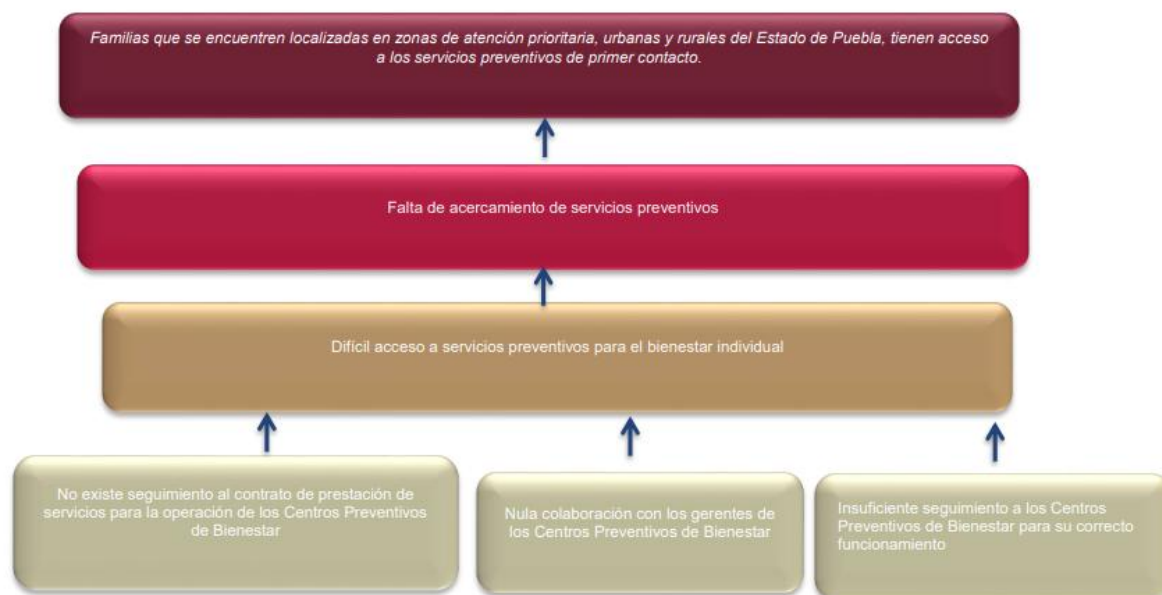 Familias que se encuentren localizadas en zonas de atención prioritaria, urbanas y rurales del Estado de Puebla, tienen acceso
a los servicios preventivos de primer contacto.
Falta de acercamiento de servicios preventivos
Difícil acceso a servicios preventivos para el bienestar individual
No existe seguimiento al contrato de prestación de
servicios para la operación de los Centros Preventivos
de Bienestar
Nula colaboración con los gerentes de
los Centros Preventivos de Bienestar
Insuficiente seguimiento a los Centros
Preventivos de Bienestar para su correcto
funcionamiento